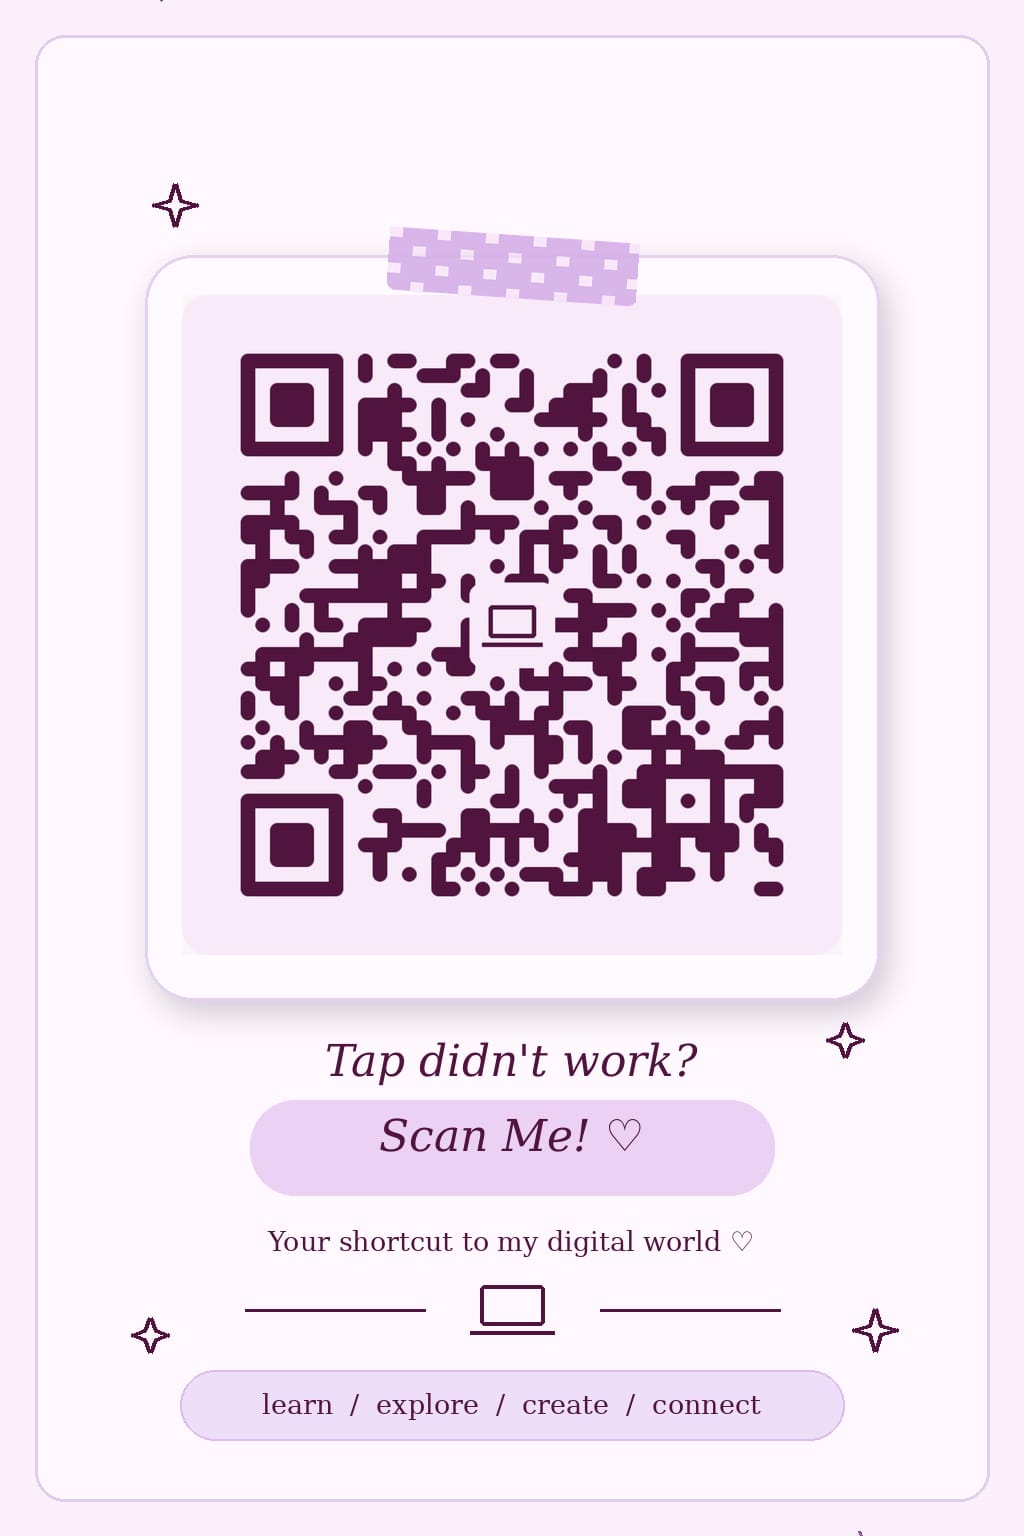 Tap didn't work?
Scan Me! ♡
Your shortcut to my digital world ♡
learn / explore / create / connect